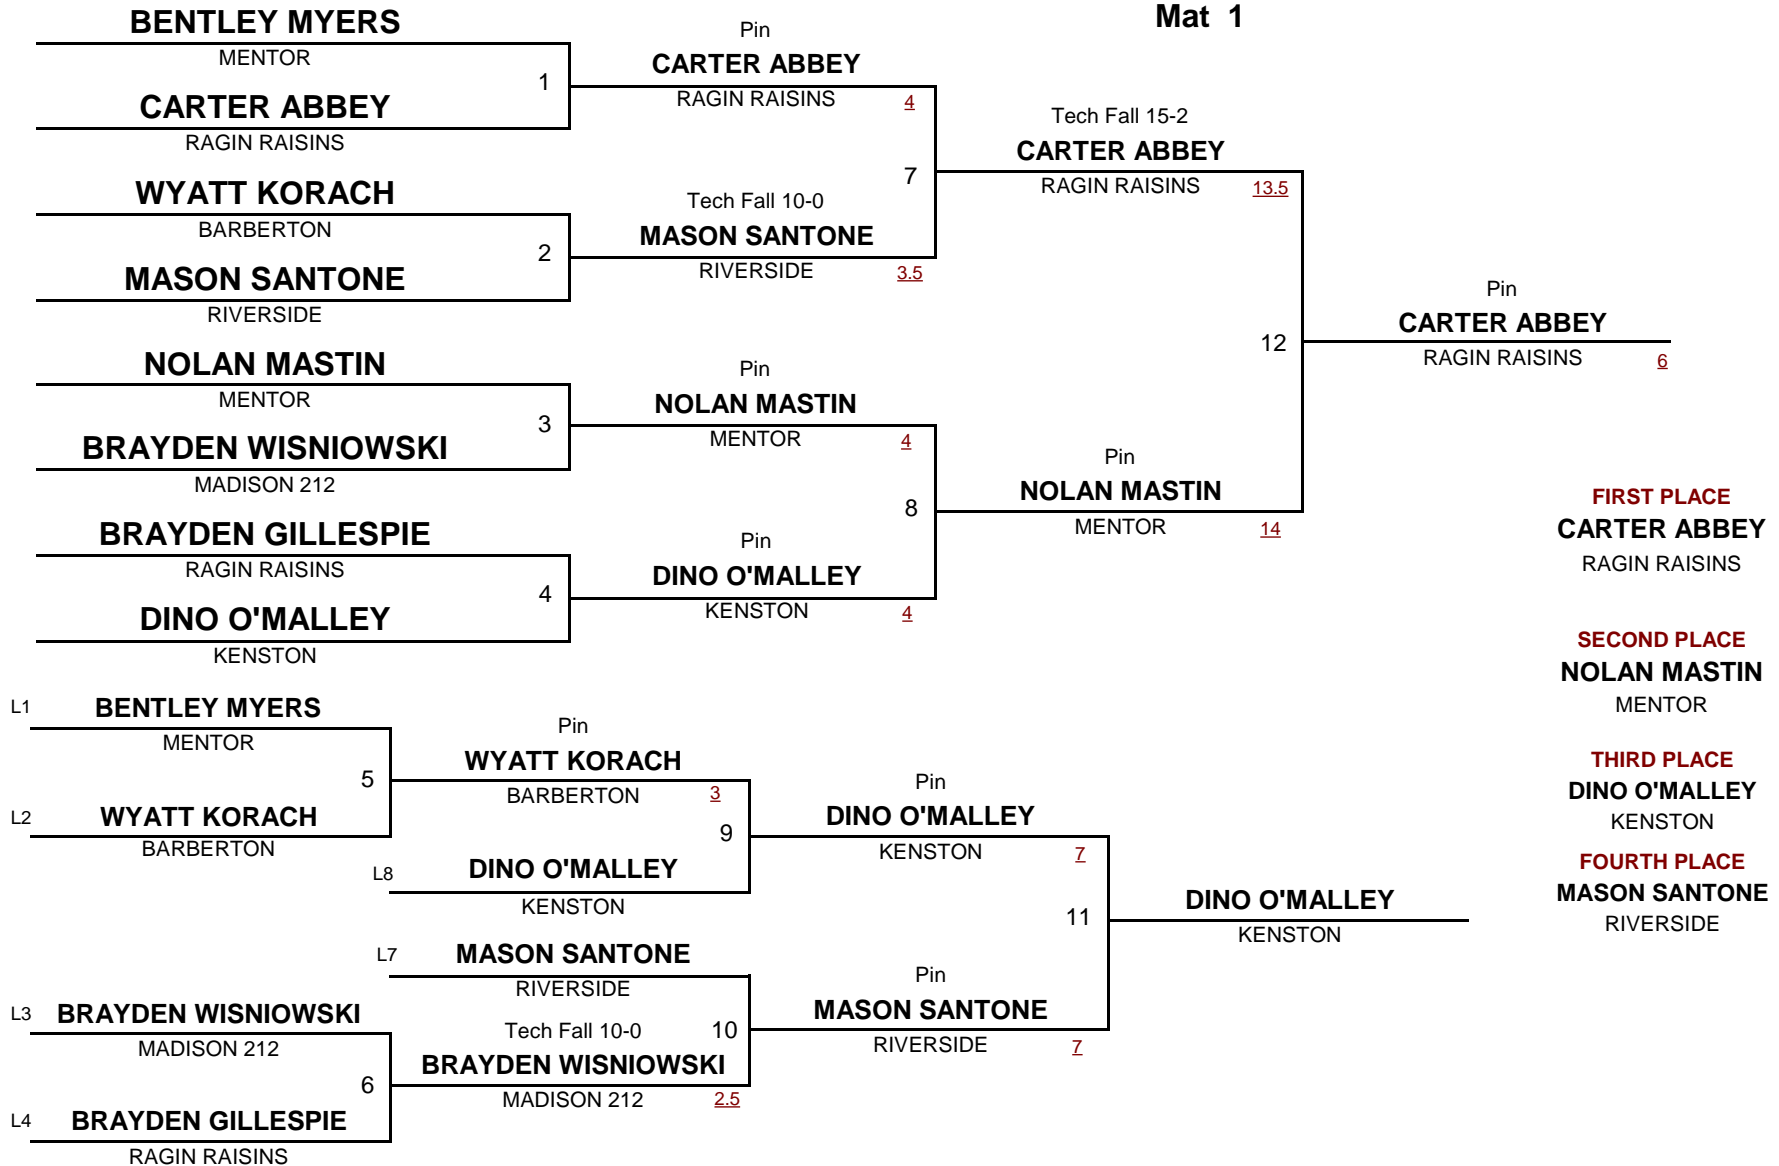 Mat 1
BENTLEY MYERS
MENTOR
1
CARTER ABBEY
RAGIN RAISINS
WYATT KORACH
BARBERTON
2
MASON SANTONE
RIVERSIDE
NOLAN MASTIN
MENTOR
3
BRAYDEN WISNIOWSKI
MADISON 212
BRAYDEN GILLESPIE
RAGIN RAISINS
4
DINO O'MALLEY
KENSTON
Pin
CARTER ABBEY
RAGIN RAISINS 4
7
Tech Fall 10-0
MASON SANTONE
RIVERSIDE 3.5
Pin
NOLAN MASTIN
MENTOR 4
8
Pin
DINO O'MALLEY
KENSTON 4
Tech Fall 15-2
CARTER ABBEY
RAGIN RAISINS 13.5
12
Pin
NOLAN MASTIN
MENTOR 14
Pin
CARTER ABBEY
RAGIN RAISINS 6
L1 BENTLEY MYERS
MENTOR
5
L2 WYATT KORACH
BARBERTON
L3 BRAYDEN WISNIOWSKI
MADISON 212
6
L4 BRAYDEN GILLESPIE
RAGIN RAISINS
Pin
WYATT KORACH
BARBERTON 3
9
L8 DINO O'MALLEY
KENSTON
L7 MASON SANTONE
RIVERSIDE
Tech Fall 10-0 10
BRAYDEN WISNIOWSKI
MADISON 212 2.5
Pin
DINO O'MALLEY
KENSTON 7
11
Pin
MASON SANTONE
RIVERSIDE 7
DINO O'MALLEY
KENSTON
FIRST PLACE
CARTER ABBEY
RAGIN RAISINS
SECOND PLACE
NOLAN MASTIN
MENTOR
THIRD PLACE
DINO O'MALLEY
KENSTON
FOURTH PLACE
MASON SANTONE
RIVERSIDE